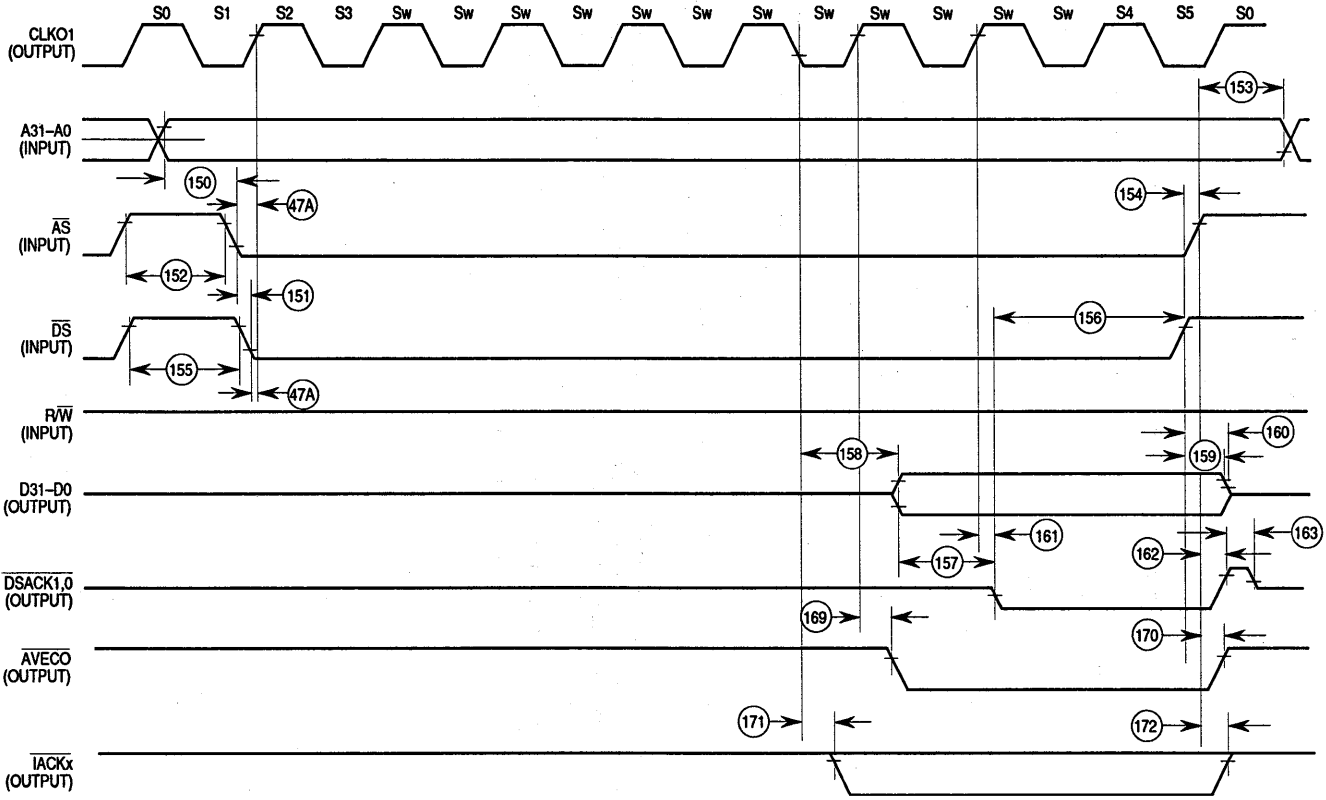 S0 S1 S2 S3 Sw Sw Sw Sw Sw Sw Sw Sw Sw Sw Sw Sw S4 S5 S0
CLKO1
(OUTPUT)
153
A31–A0
(INPUT)
150
47A
154
AS
(INPUT)
152
151
156
DS
(INPUT)
155
47A
R/W
(INPUT)
160
158
159
D31–D0
(OUTPUT)
161
163
157
162
DSACK1,0
(OUTPUT)
169
170
AVECO
(OUTPUT)
171
172
IACKx
(OUTPUT)